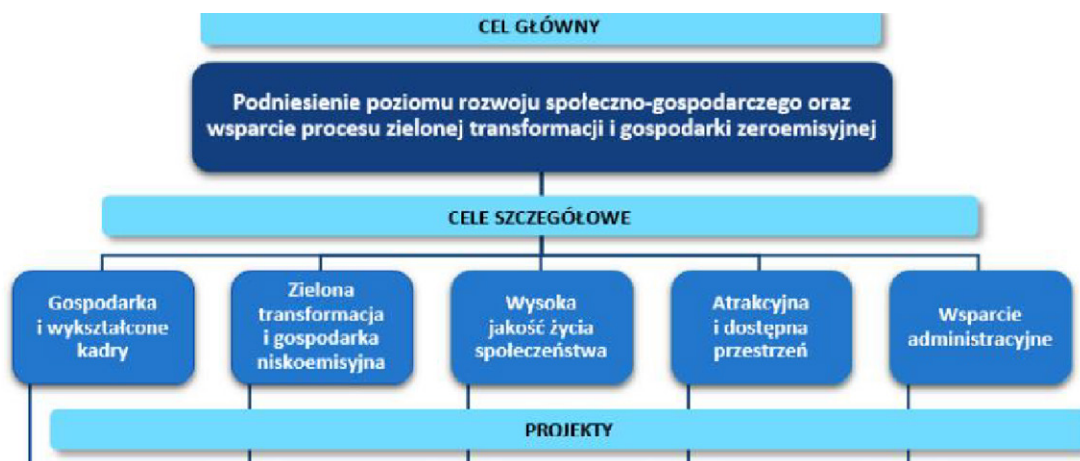 CEL GŁÓWNY
Podniesienie poziomu rozwoju społeczno-gospodarczego oraz
wsparcie procesu zielonej transformacji i gospodarki zeroemisyjnej
CELE SZCZEGÓŁOWE
Gospodarka
i wykształcone
kadry
Zielona
transformacja
i gospodarka
niskoemisyjna
Wysoka
jakość życia
społeczeństwa
Atrakcyjna
i dostępna
przestrzeń
Wsparcie
administracyjne
PROJEKTY